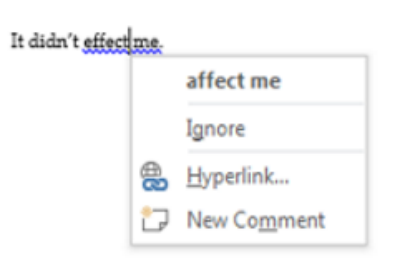 It didn't effect me.
affect me
Ignore
Hyperlink...
New Comment